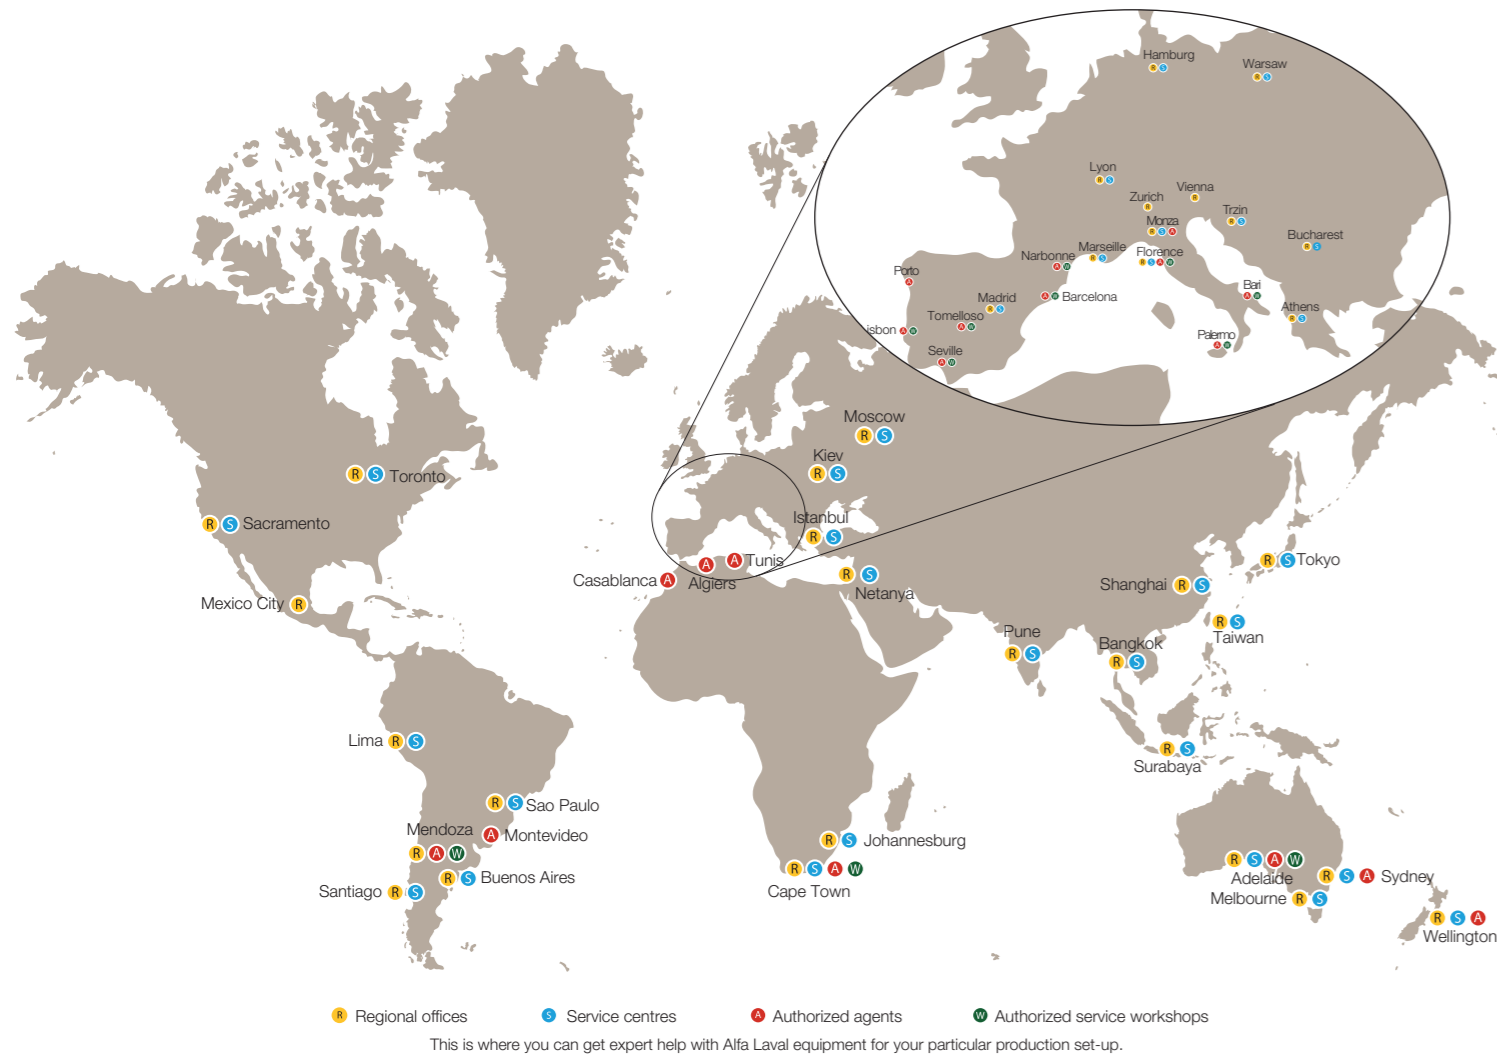 Hamburg
R S
Warsaw
R S
Lyon
R S
Zurich
R
Vienna
R
Trzin
R S
Monza
R S A
Bucharest
R S
Marseille
R S
Florence
R S A W
Narbonne
A W
Porto
A
Bari
A W
Madrid
R S
A W Barcelona
Athens
R S
Tomelloso
A W
isbon A W
Palermo
A W
Seville
A W
Moscow
R S
Kiev
R S
R S Toronto
R S Sacramento
Istanbul
R S
A Tunis
A
Algiers
Casablanca A
R S
Netanya
R S Tokyo
Shanghai R S
Mexico City R
R S
Taiwan
Pune
R S
Bangkok
R S
Lima R S
R S
Surabaya
R S Sao Paulo
Mendoza
R A W
A Montevideo
R S Johannesburg
R S A W
Cape Town
R S Buenos Aires
Santiago R S
R S A W
Adelaide
R S A Sydney
Melbourne R S
R S A
Wellington
R Regional offices
S Service centres
A Authorized agents
W Authorized service workshops
This is where you can get expert help with Alfa Laval equipment for your particular production set-up.